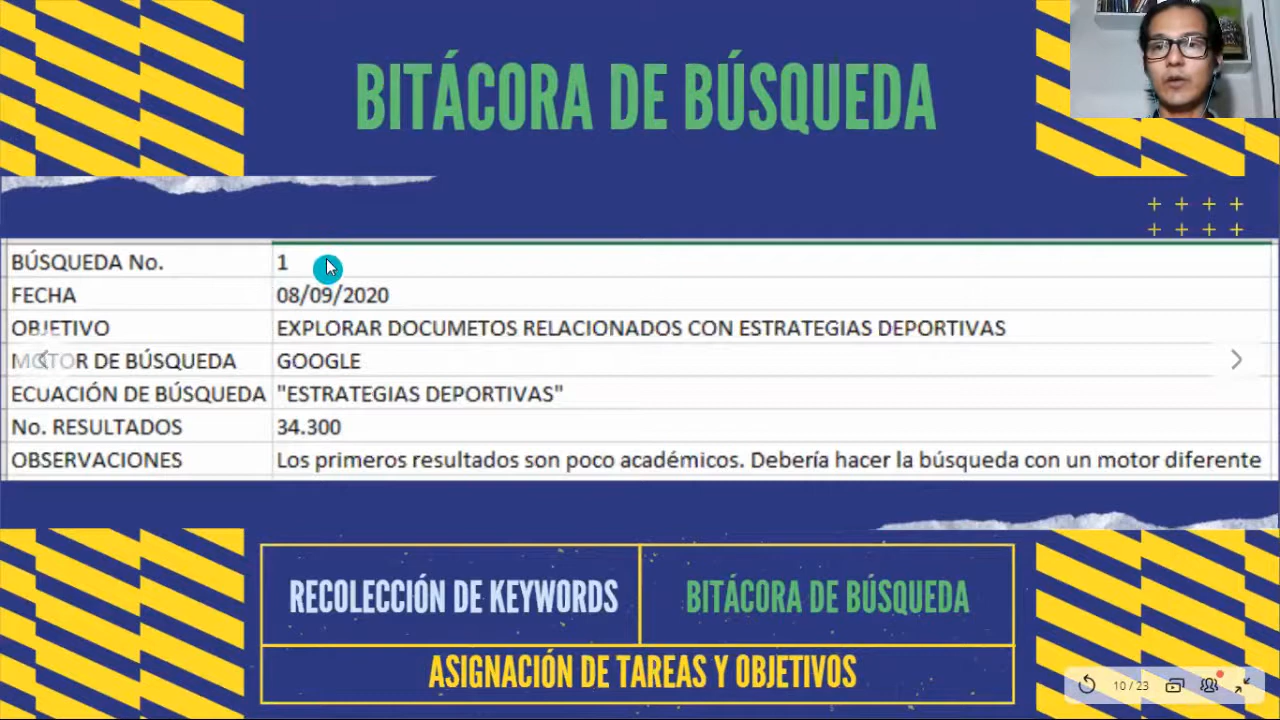 BITÁCORA DE BÚSQUEDA
BÚSQUEDA No. 1
FECHA 08/09/2020
OBJETIVO EXPLORAR DOCUMETOS RELACIONADOS CON ESTRATEGIAS DEPORTIVAS
MOTOR DE BÚSQUEDA GOOGLE
ECUACIÓN DE BÚSQUEDA "ESTRATEGIAS DEPORTIVAS"
No. RESULTADOS 34.300
OBSERVACIONES Los primeros resultados son poco académicos. Debería hacer la búsqueda con un motor diferente
RECOLECCIÓN DE KEYWORDS BITÁCORA DE BÚSQUEDA
ASIGNACIÓN DE TAREAS Y OBJETIVOS
10 / 23